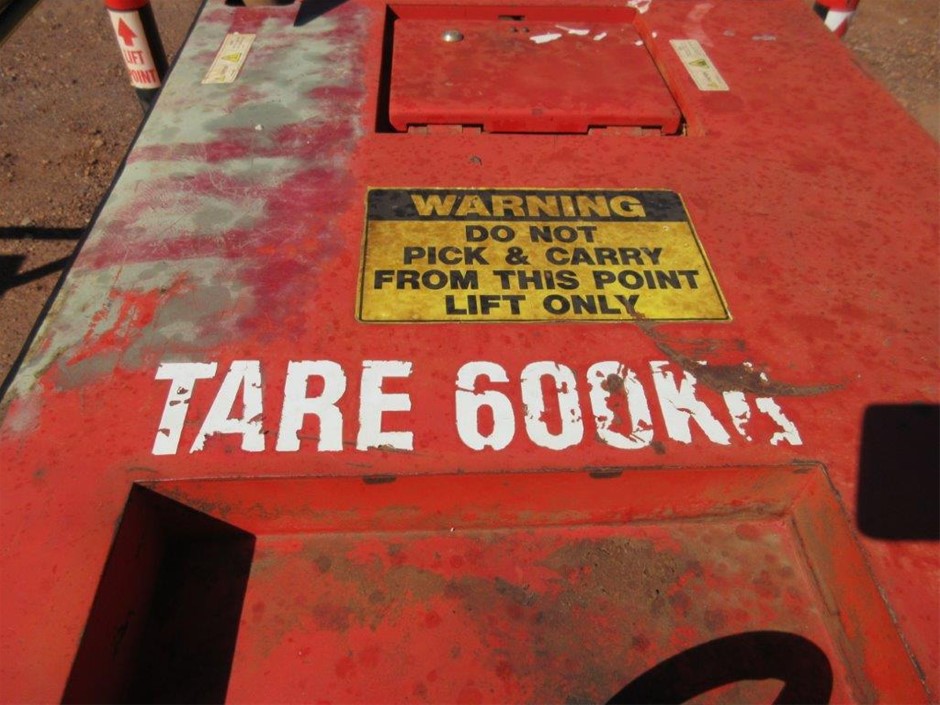 LIFT
POINT
WARNING
DO NOT
PICK & CARRY
FROM THIS POINT
LIFT ONLY
TARE 600KG